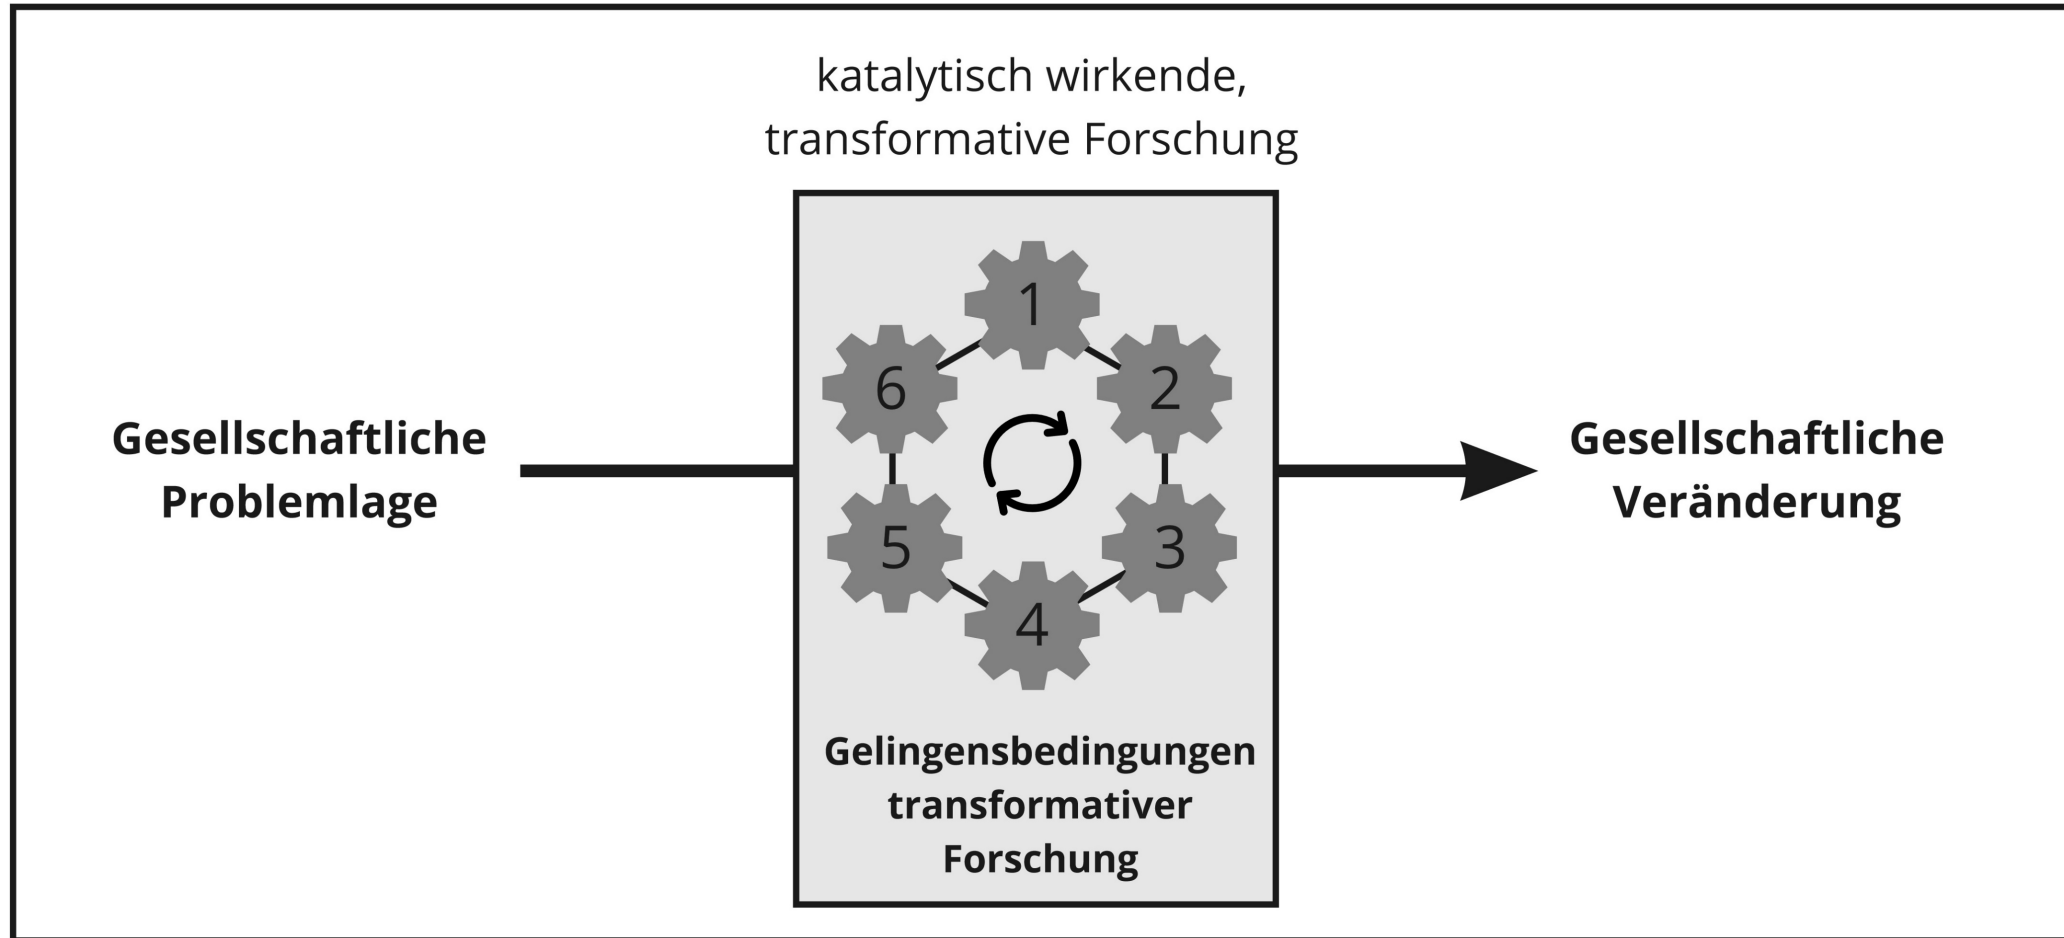 katalytisch wirkende,
transformative Forschung
1
6
2
Gesellschaftliche
Problemlage
Gesellschaftliche
Veränderung
5
3
4
Gelingensbedingungen
transformativer
Forschung